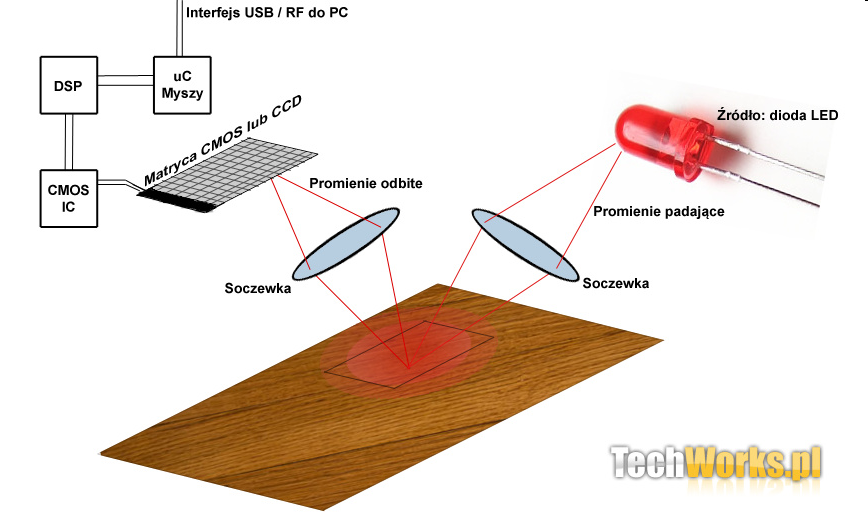 Interfejs USB / RF do PC
DSP
uC
Myszy
Matryca CMOS lub CCD
Źródło: dioda LED
CMOS
IC
Promienie odbite
Promienie padające
Soczewka
Soczewka
TechWorks.pl